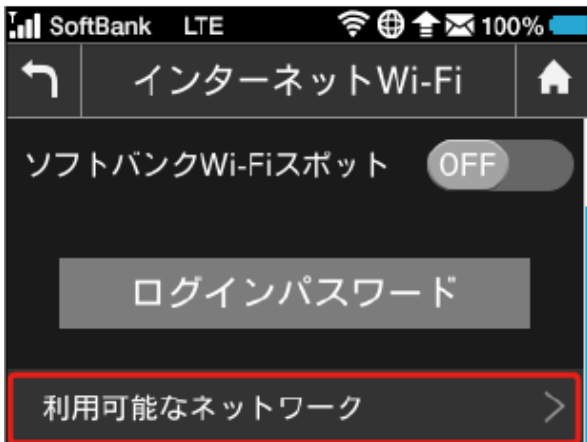 SoftBank LTE 100%
インターネットWi-Fi
ソフトバンクWi-Fiスポット OFF
ログインパスワード
利用可能なネットワーク